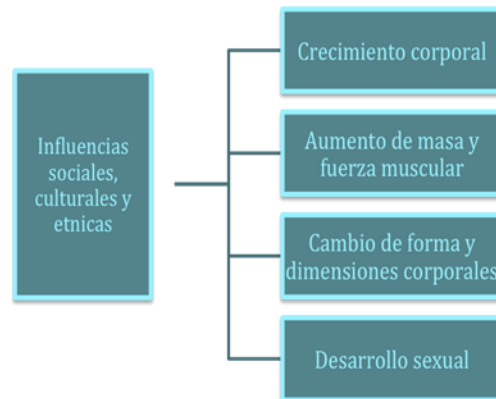 Influencias
sociales,
culturales y
etnicas
Crecimiento corporal
Aumento de masa y
fuerza muscular
Cambio de forma y
dimensiones corporales
Desarrollo sexual